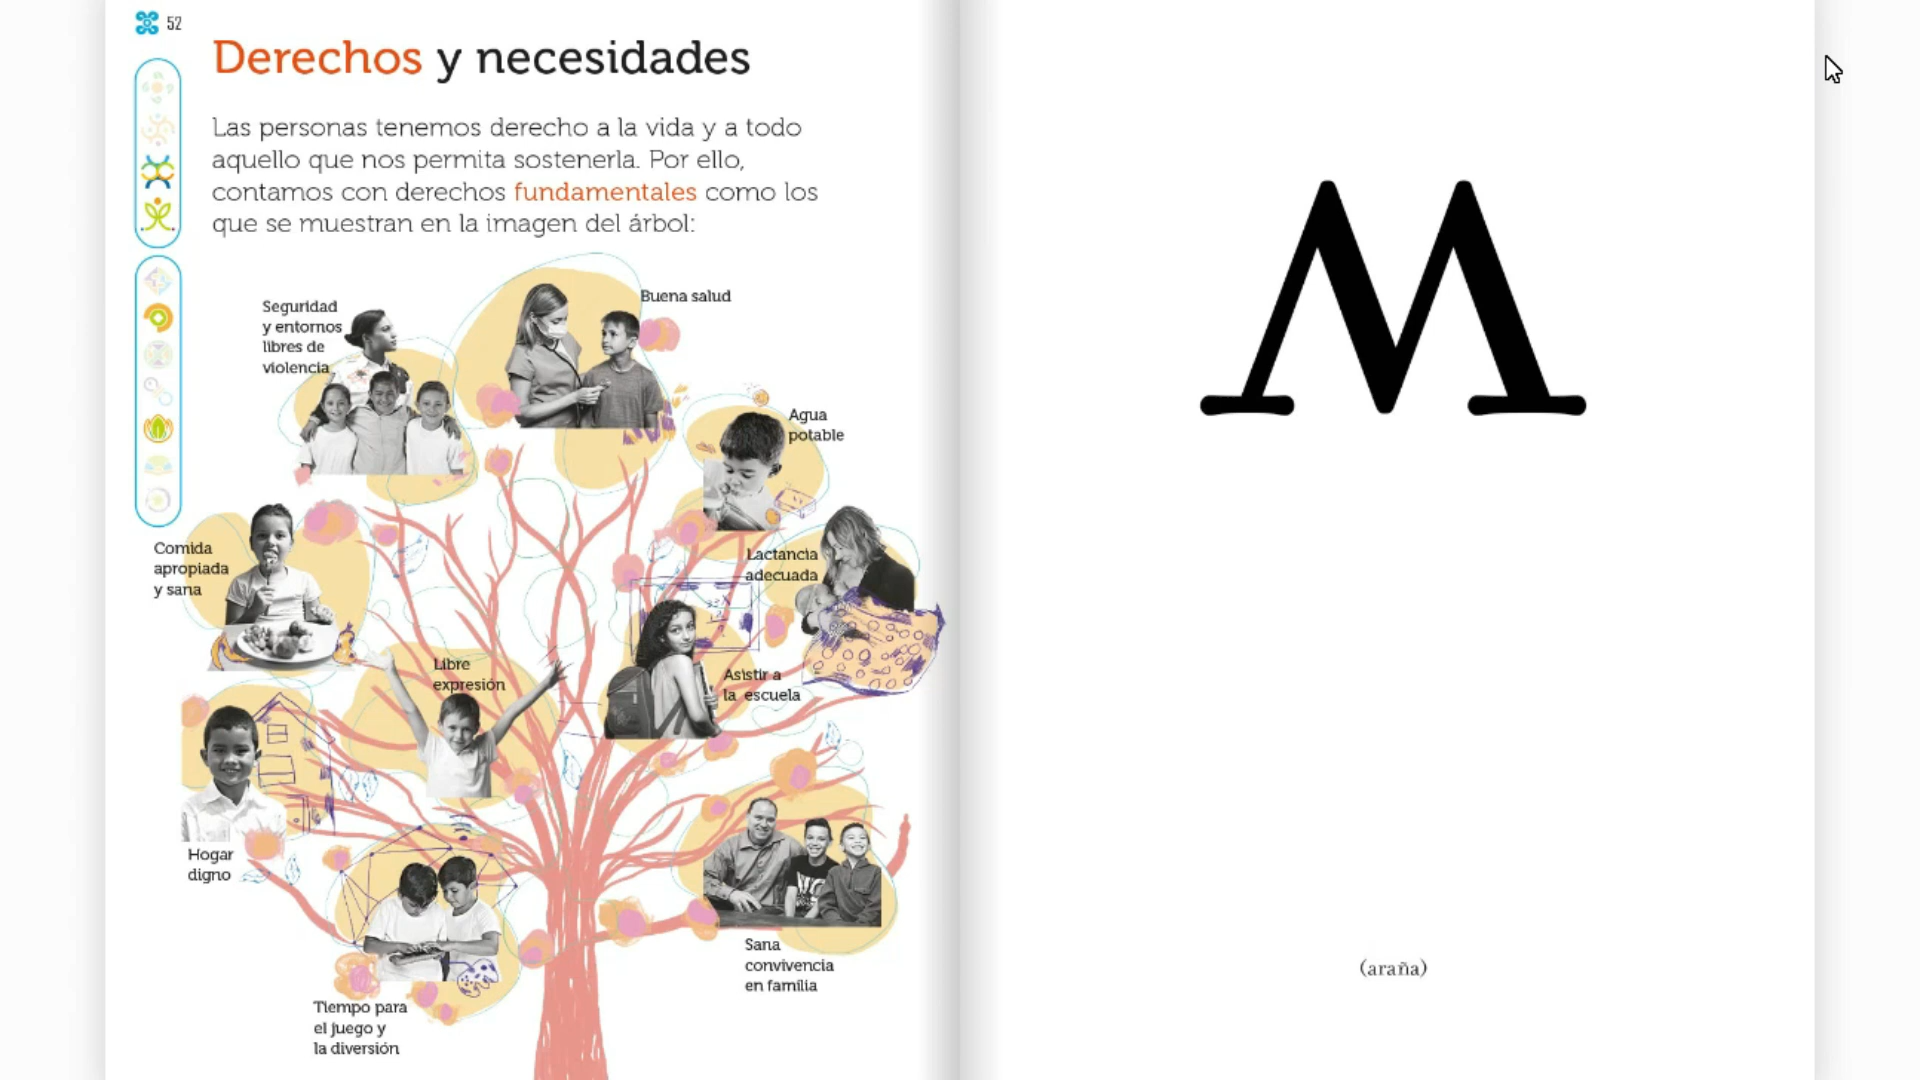 52
Derechos y necesidades
Las personas tenemos derecho a la vida y a todo
aquello que nos permita sostenerla. Por ello,
contamos con derechos fundamentales como los
que se muestran en la imagen del árbol:
Seguridad
y entornos
libres de
violencia
Buena salud
Agua
potable
Comida
apropiada
y sana
Lactancia
adecuada
Libre
expresión
Asistir a
la escuela
Hogar
digno
Sana
convivencia
en familia
Tiempo para
el juego y
la diversión
M
(araña)